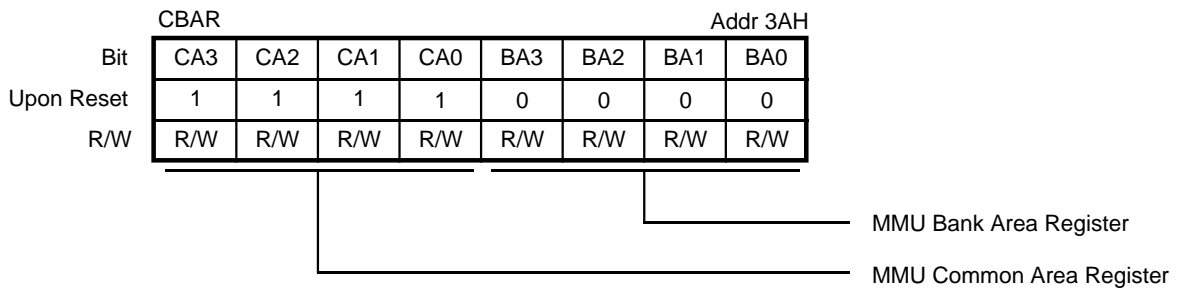 CBAR Addr 3AH
Bit CA3 CA2 CA1 CA0 BA3 BA2 BA1 BA0
Upon Reset 1 1 1 1 0 0 0 0
R/W R/W R/W R/W R/W R/W R/W R/W R/W
MMU Bank Area Register
MMU Common Area Register